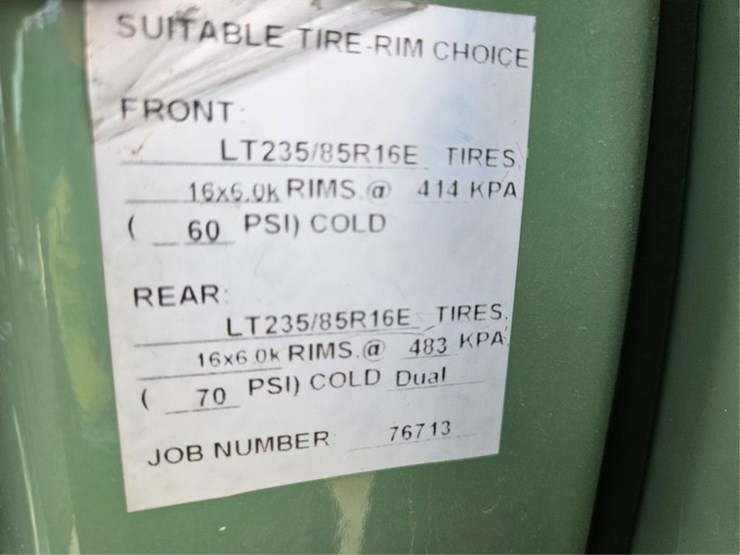 SUITABLE TIRE-RIM CHOICE
FRONT:
LT235/85R16E TIRES,
16x6.0k RIMS.@ 414 KPA
( 60 PSI) COLD
REAR:
LT235/85R16E TIRES.
16x6.0k RIMS.@ 483 KPA
( 70 PSI) COLD Dual
JOB NUMBER: 76713